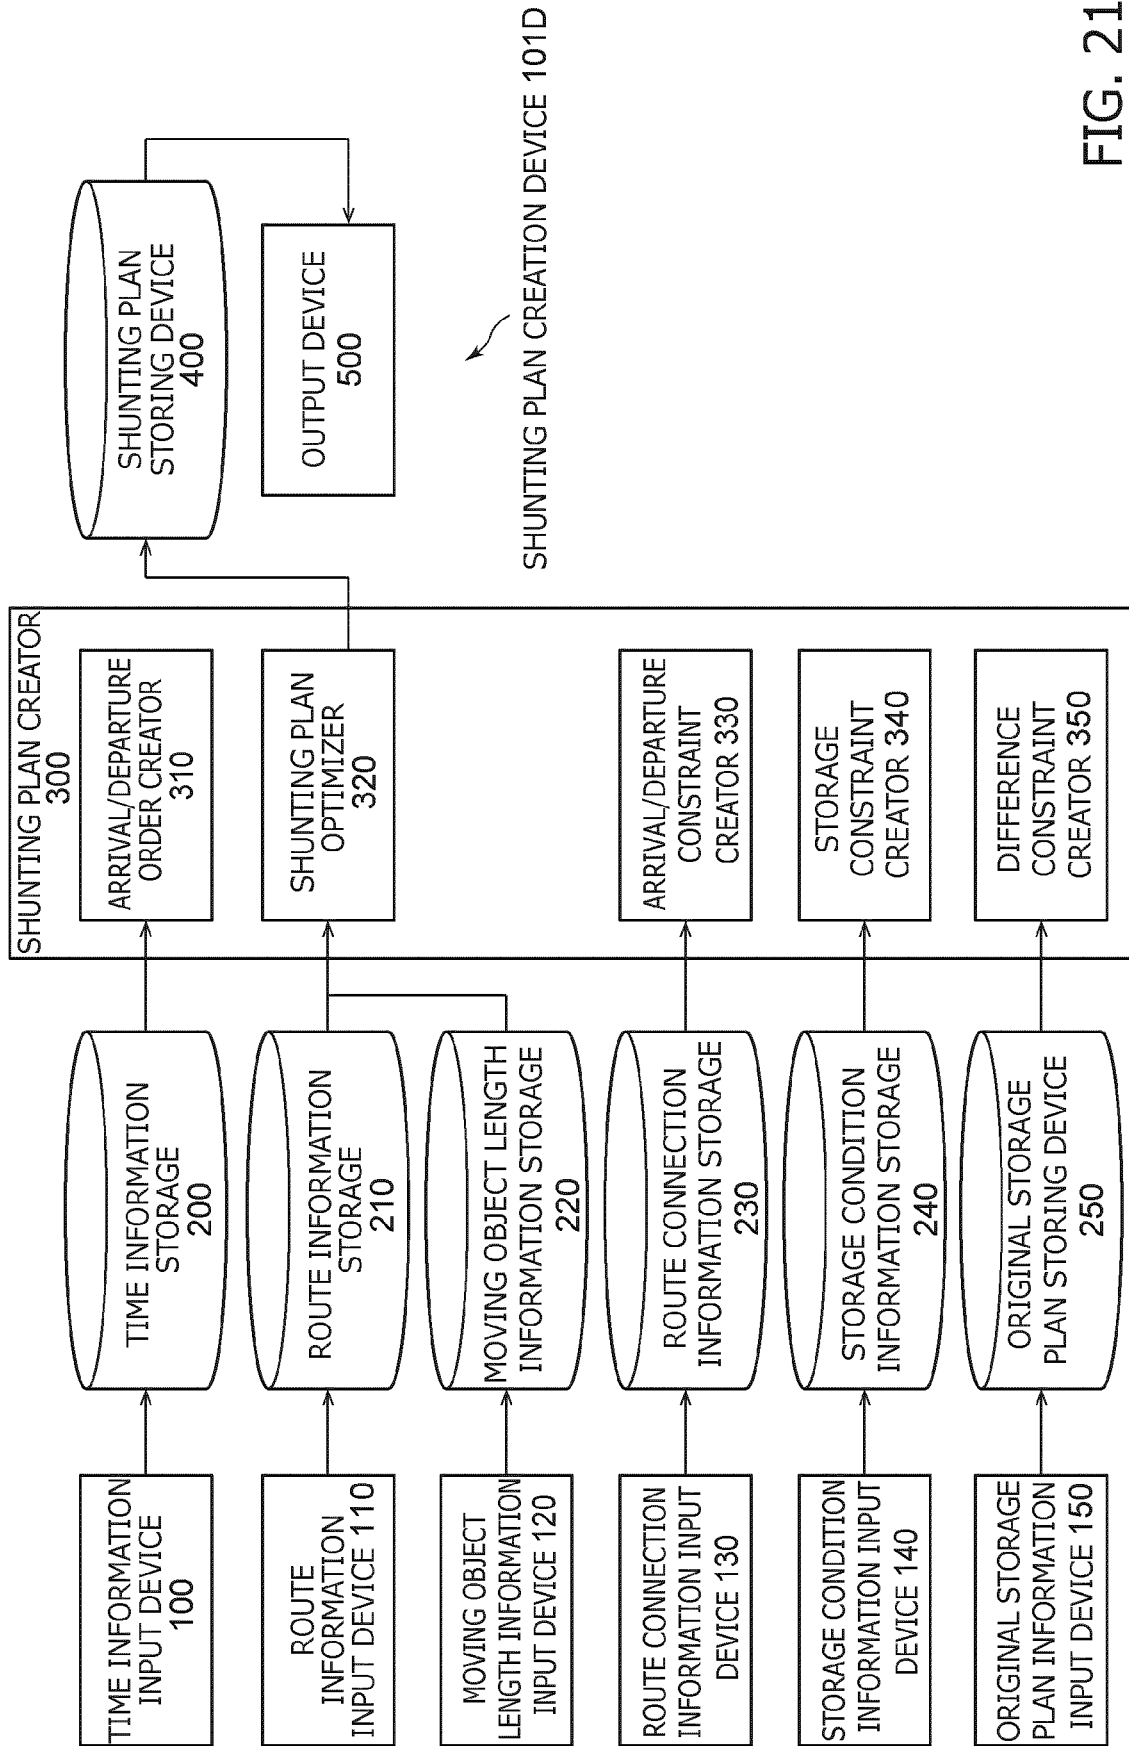 TIME INFORMATION
INPUT DEVICE
100
TIME INFORMATION
STORAGE
200
SHUNTING PLAN CREATOR
300
ARRIVAL/DEPARTURE
ORDER CREATOR
310
SHUNTING PLAN
STORING DEVICE
400
ROUTE
INFORMATION
INPUT DEVICE 110
ROUTE INFORMATION
STORAGE
210
SHUNTING PLAN
OPTIMIZER
320
OUTPUT DEVICE
500
MOVING OBJECT
LENGTH INFORMATION
INPUT DEVICE 120
MOVING OBJECT LENGTH
INFORMATION STORAGE
220
SHUNTING PLAN CREATION DEVICE 101D
ROUTE CONNECTION
INFORMATION INPUT
DEVICE 130
ROUTE CONNECTION
INFORMATION STORAGE
230
ARRIVAL/DEPARTURE
CONSTRAINT
CREATOR 330
STORAGE CONDITION
INFORMATION INPUT
DEVICE 140
STORAGE CONDITION
INFORMATION STORAGE
240
STORAGE
CONSTRAINT
CREATOR 340
ORIGINAL STORAGE
PLAN INFORMATION
INPUT DEVICE 150
ORIGINAL STORAGE
PLAN STORING DEVICE
250
DIFFERENCE
CONSTRAINT
CREATOR 350
FIG. 21